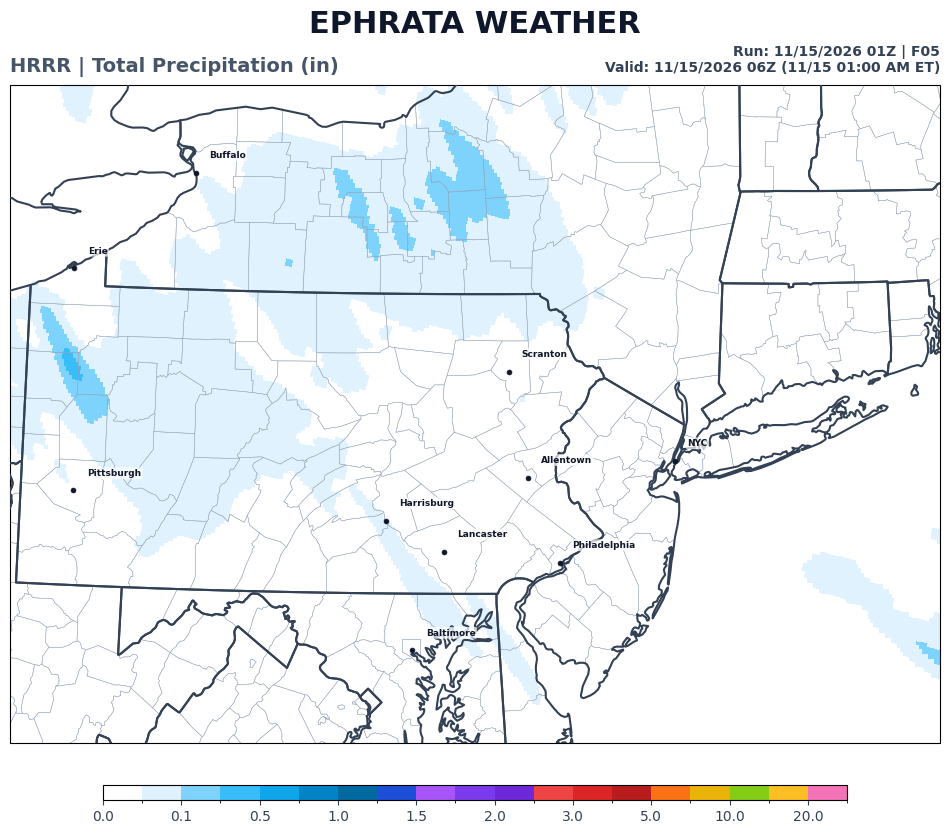 EPHRATA WEATHER
Run: 11/15/2026 01Z | F05
HRRR | Total Precipitation (in)
Valid: 11/15/2026 06Z (11/15 01:00 AM ET)
Buffalo
Erie
Scranton
NYC
Allentown
Pittsburgh
Harrisburg
Lancaster
Philadelphia
Baltimore
0.0 0.1 0.5 1.0 1.5 2.0 3.0 5.0 10.0 20.0